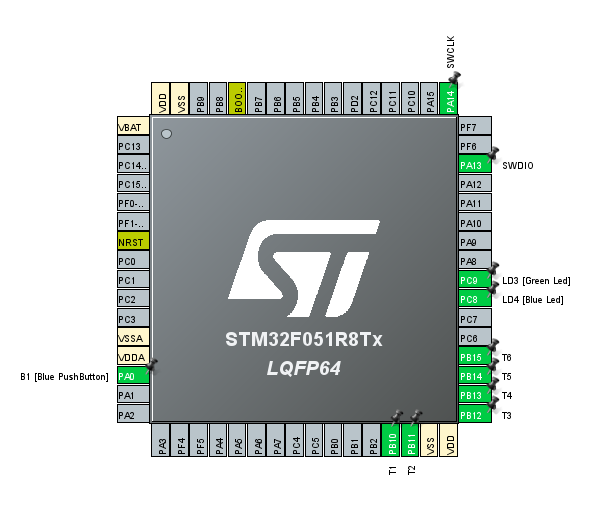 SWCLK
VDD
VSS
PB9
PB8
BOO..
PB7
PB6
PB5
PB4
PB3
PD2
PC12
PC11
PC10
PA15
PA14
VBAT
PC13
PC14..
PC15..
PF0-..
PF1-..
NRST
PC0
PC1
PC2
PC3
VSSA
VDDA
B1 [Blue PushButton] PA0
PA1
PA2
PF7
PF6
PA13 SWDIO
PA12
PA11
PA10
PA9
PA8
PC9 LD3 [Green Led]
PC8 LD4 [Blue Led]
PC7
PC6
PB15 T6
PB14 T5
PB13 T4
PB12 T3
STM32F051R8Tx
LQFP64
PA3
PF4
PF5
PA4
PA5
PA6
PA7
PC4
PC5
PB0
PB1
PB2
PB10
PB11
VSS
VDD
T1
T2